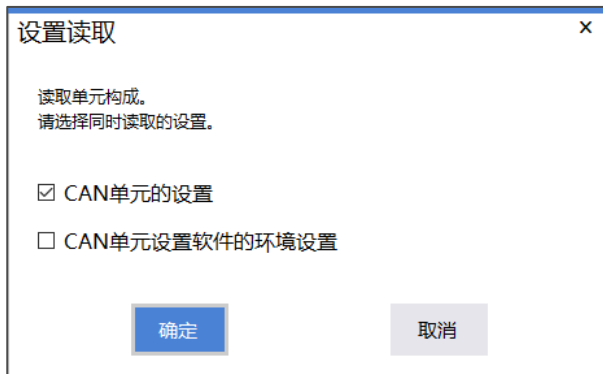 设置读取
x
读取单元构成。
请选择同时读取的设置。
CAN单元的设置
CAN单元设置软件的环境设置
确定
取消